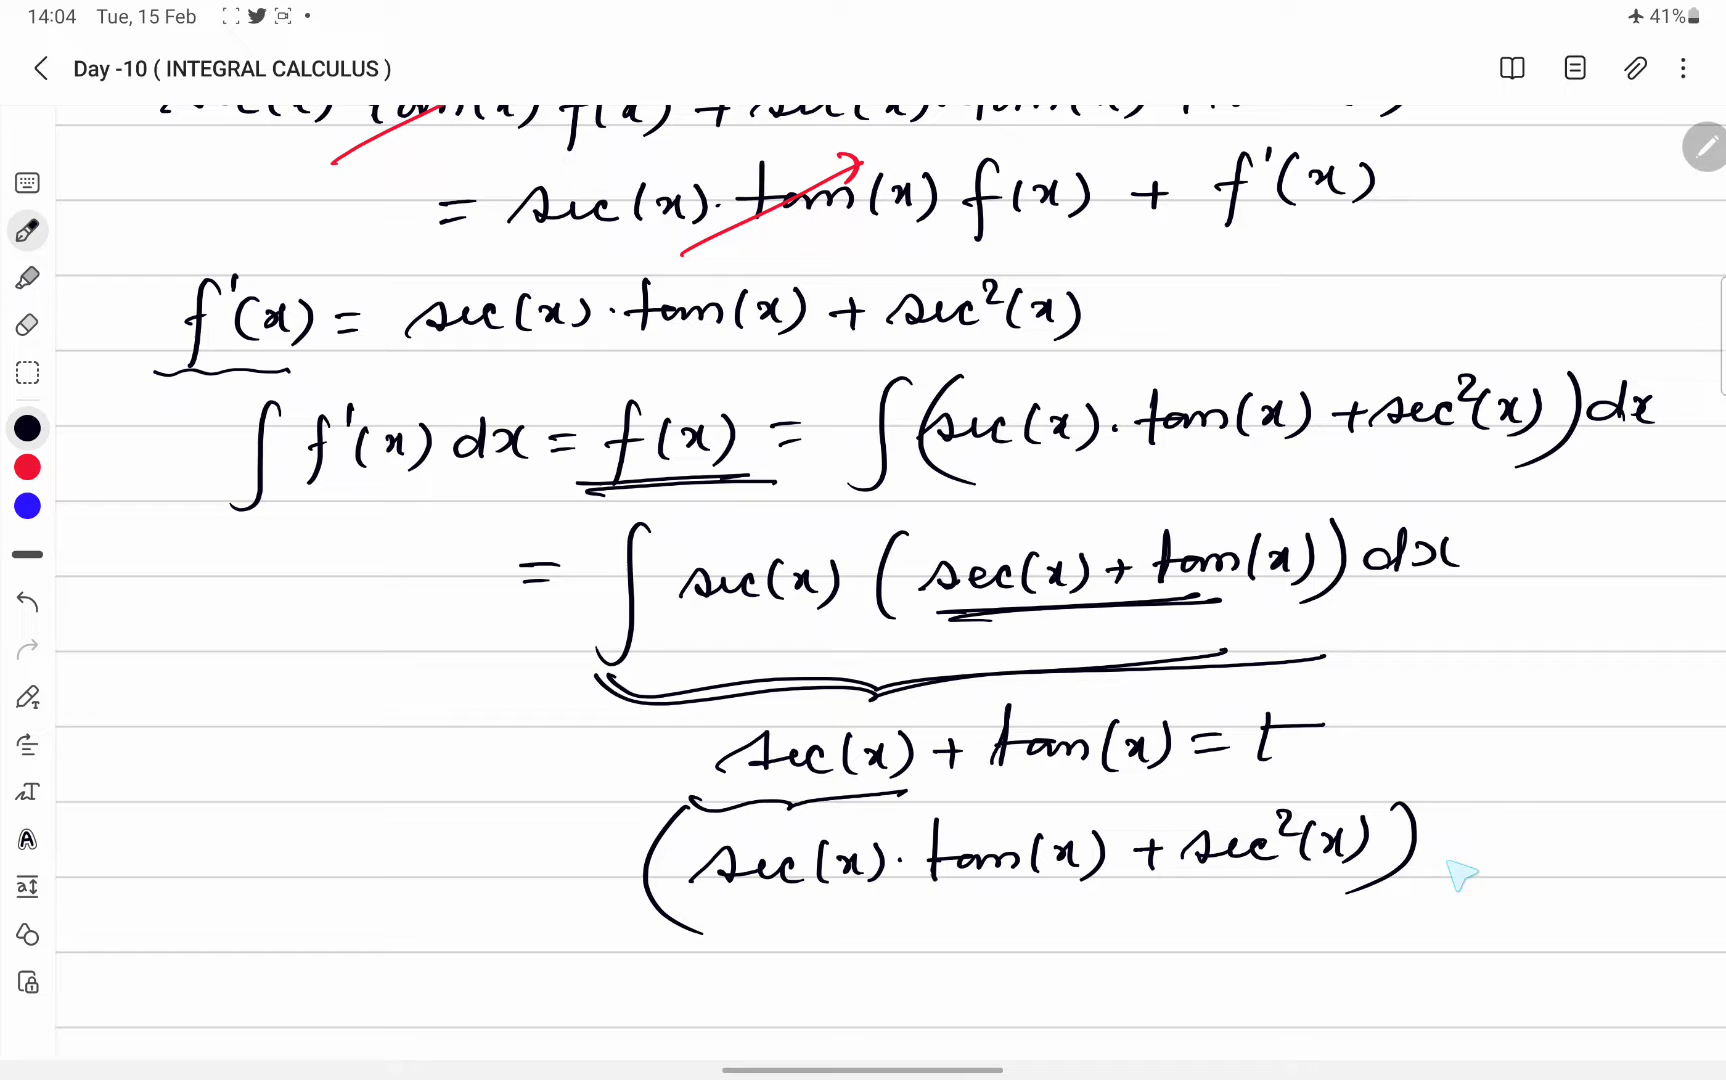 14:04 Tue, 15 Feb 41%
Day -10 ( INTEGRAL CALCULUS )
= sec(x). tan(x) f(x) + f'(x)
f'(x) = sec(x).tan(x) + sec²(x)
∫ f'(x) dx = f(x) = ∫(sec(x). tan(x) + sec²(x))dx
= ∫ sec(x) (sec(x) + tan(x)) dx
sec(x) + tan(x) = t
(sec(x). tan(x) + sec²(x))